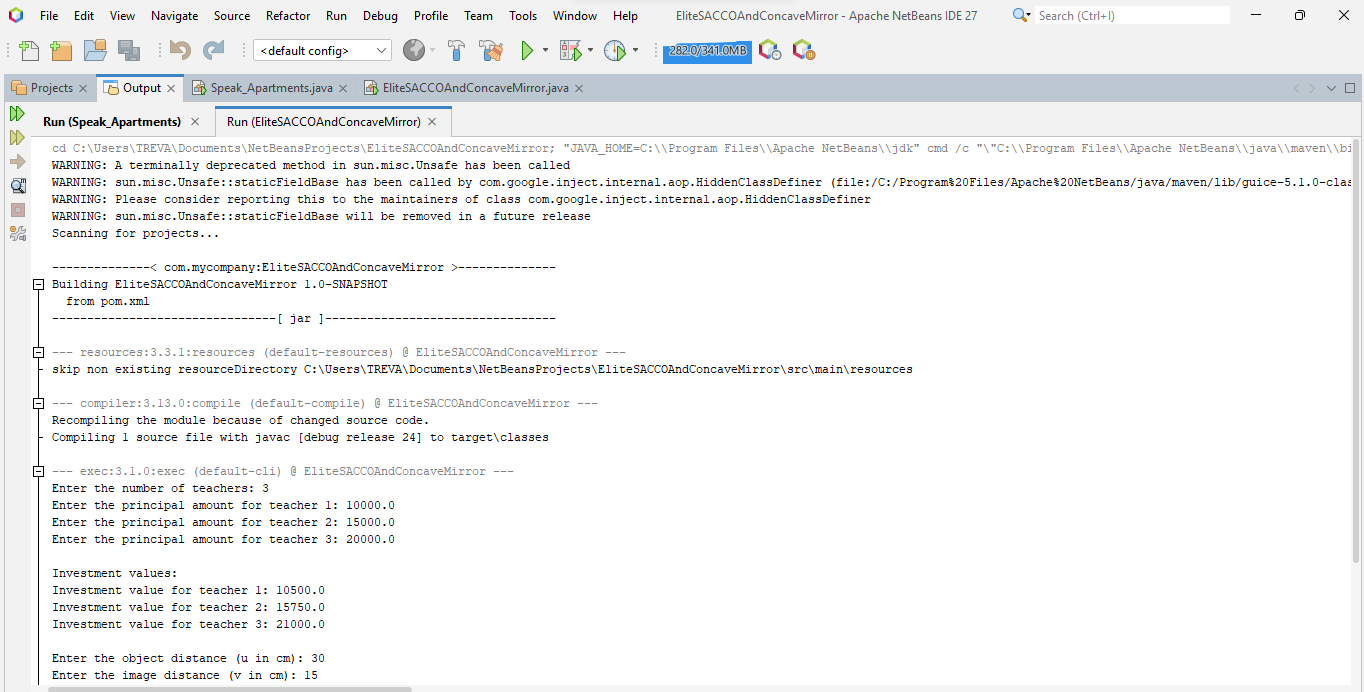 File Edit View Navigate Source Refactor Run Debug Profile Team Tools Window Help EliteSACCOAndConcaveMirror - Apache NetBeans IDE 27 Search (Ctrl+I)
<default config> 282.0/341.0MB
Projects Output Speak_Apartments.java EliteSACCOAndConcaveMirror.java
Run (Speak_Apartments) Run (EliteSACCOAndConcaveMirror)
cd C:\Users\TREVA\Documents\NetBeansProjects\EliteSACCOAndConcaveMirror; "JAVA_HOME=C:\\Program Files\\Apache NetBeans\\jdk" cmd /c "\"C:\\Program Files\\Apache NetBeans\\java\\maven\\bi
WARNING: A terminally deprecated method in sun.misc.Unsafe has been called
WARNING: sun.misc.Unsafe::staticFieldBase has been called by com.google.inject.internal.aop.HiddenClassDefiner (file:/C:/Program%20Files/Apache%20NetBeans/java/maven/lib/guice-5.1.0-clas
WARNING: Please consider reporting this to the maintainers of class com.google.inject.internal.aop.HiddenClassDefiner
WARNING: sun.misc.Unsafe::staticFieldBase will be removed in a future release
Scanning for projects...
--------------< com.mycompany:EliteSACCOAndConcaveMirror >--------------
Building EliteSACCOAndConcaveMirror 1.0-SNAPSHOT
from pom.xml
--------------------------------[ jar ]---------------------------------
--- resources:3.3.1:resources (default-resources) @ EliteSACCOAndConcaveMirror ---
skip non existing resourceDirectory C:\Users\TREVA\Documents\NetBeansProjects\EliteSACCOAndConcaveMirror\src\main\resources
--- compiler:3.13.0:compile (default-compile) @ EliteSACCOAndConcaveMirror ---
Recompiling the module because of changed source code.
Compiling 1 source file with javac [debug release 24] to target\classes
--- exec:3.1.0:exec (default-cli) @ EliteSACCOAndConcaveMirror ---
Enter the number of teachers: 3
Enter the principal amount for teacher 1: 10000.0
Enter the principal amount for teacher 2: 15000.0
Enter the principal amount for teacher 3: 20000.0
Investment values:
Investment value for teacher 1: 10500.0
Investment value for teacher 2: 15750.0
Investment value for teacher 3: 21000.0
Enter the object distance (u in cm): 30
Enter the image distance (v in cm): 15